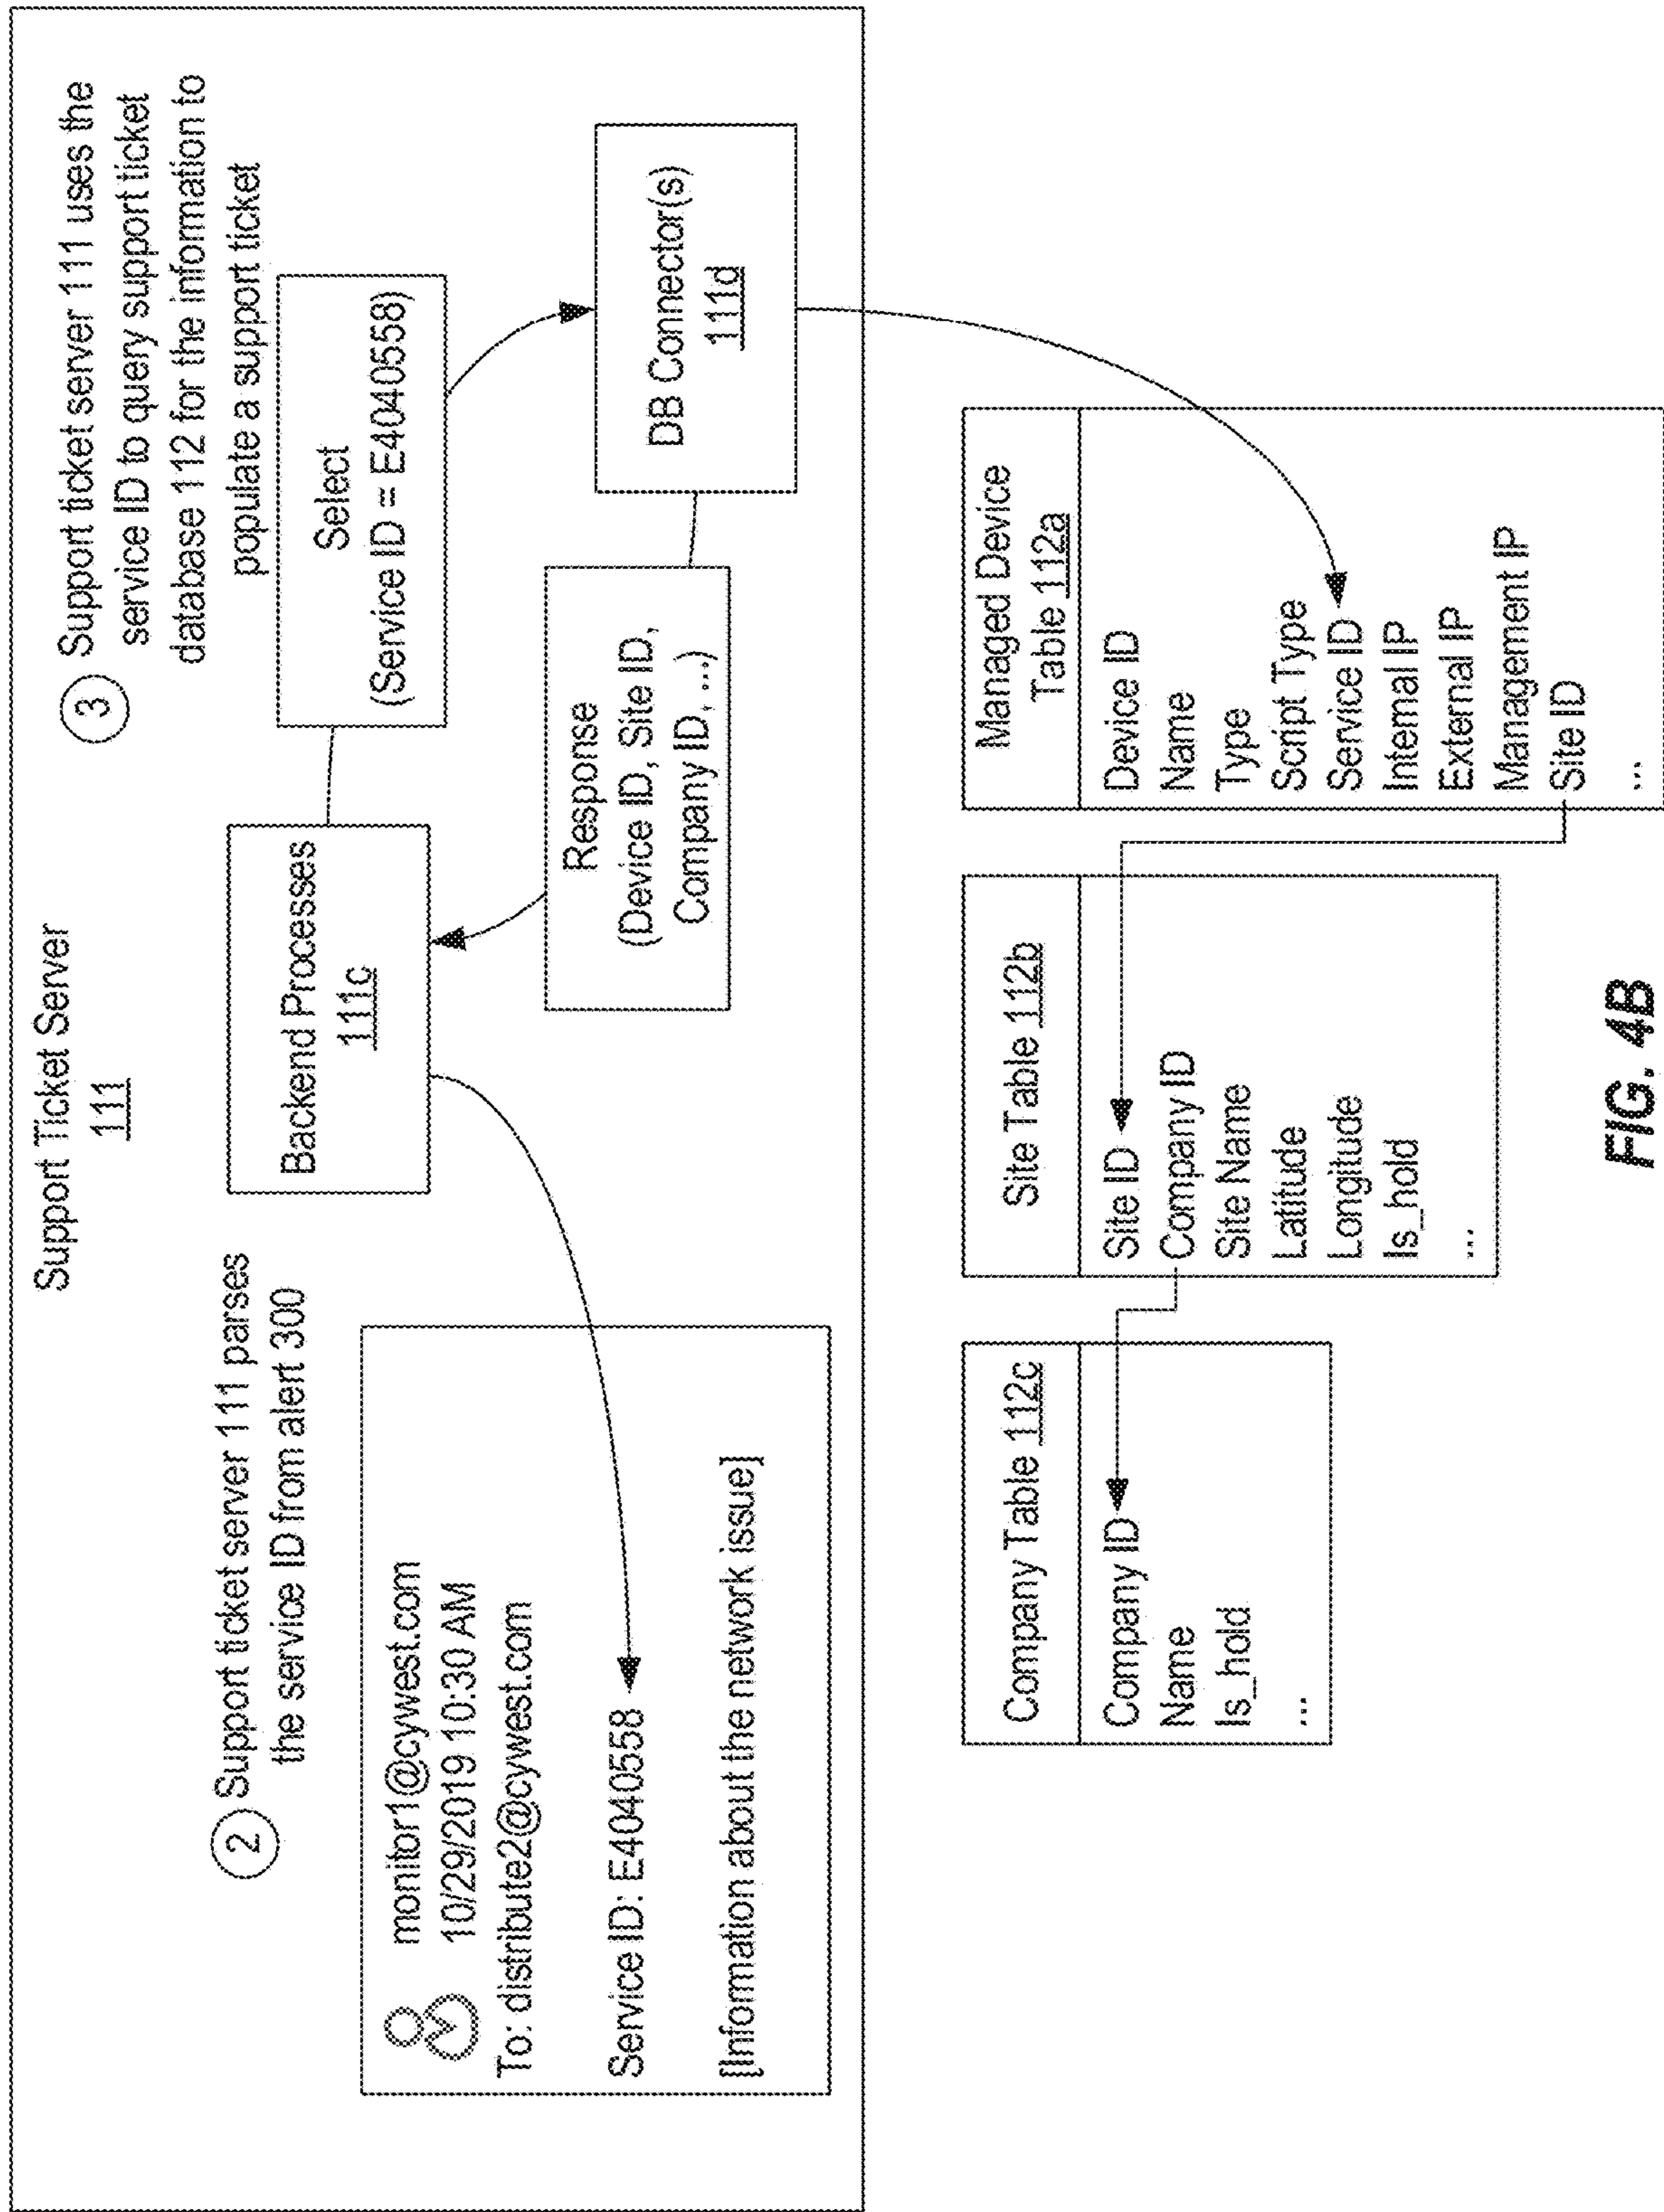 Support Ticket Server
111
2
Support ticket server 111 parses
the service ID from alert 300
3
Support ticket server 111 uses the
service ID to query support ticket
database 112 for the information to
populate a support ticket
monitor1@cywest.com
10/29/2019 10:30 AM
To: distribute2@cywest.com
Service ID: E4040558
[Information about the network issue]
Backend Processes
111c
Select
(Service ID = E4040558)
Response
(Device ID, Site ID,
Company ID, ...)
DB Connector(s)
111d
Company Table 112c
Company ID
Name
Is_hold
...
Site Table 112b
Site ID
Company ID
Site Name
Latitude
Longitude
Is_hold
...
Managed Device
Table 112a
Device ID
Name
Type
Script Type
Service ID
Internal IP
External IP
Management IP
Site ID
...
FIG. 4B